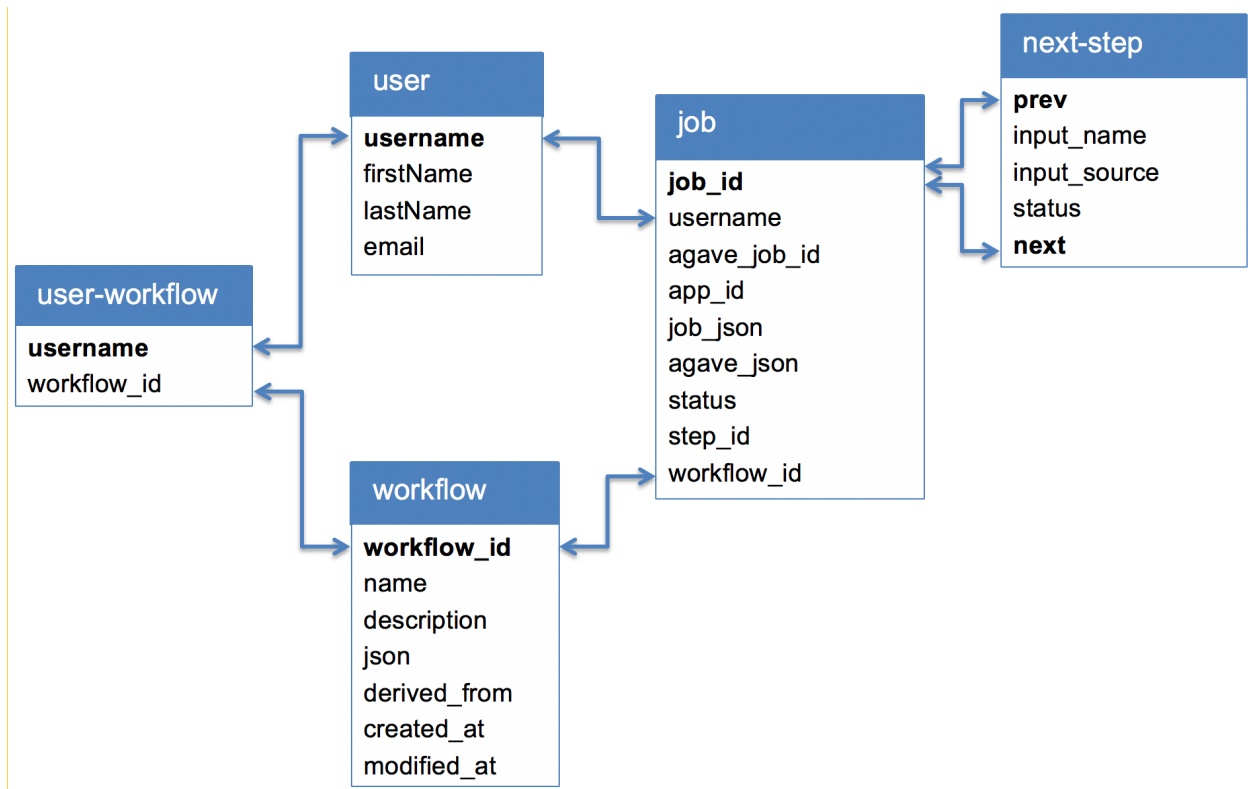 user
username
firstName
lastName
email
user-workflow
username
workflow_id
workflow
workflow_id
name
description
json
derived_from
created_at
modified_at
job
job_id
username
agave_job_id
app_id
job_json
agave_json
status
step_id
workflow_id
next-step
prev
input_name
input_source
status
next